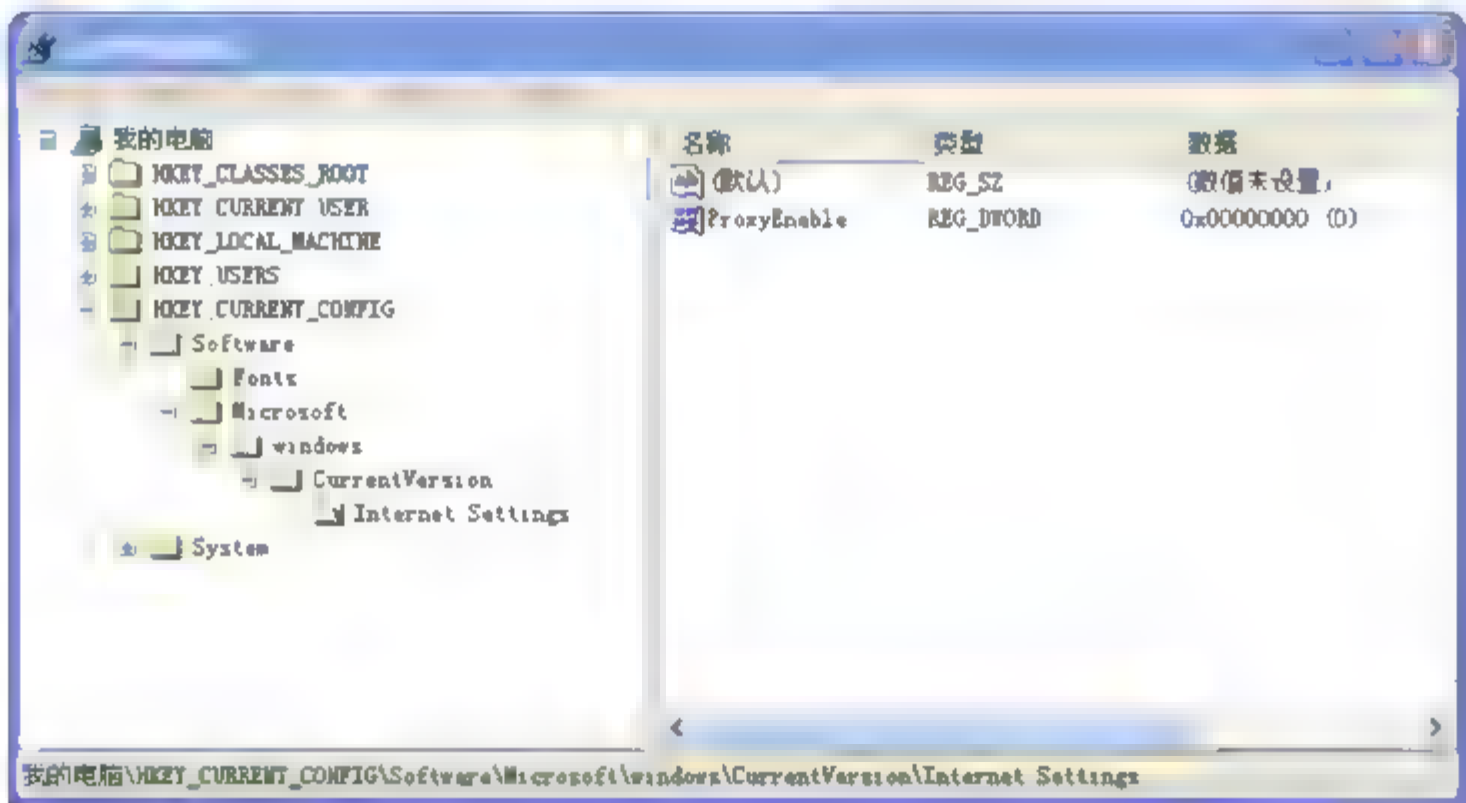 我的电脑
HKEY_CLASSES_ROOT
HKEY_CURRENT_USER
HKEY_LOCAL_MACHINE
HKEY_USERS
HKEY_CURRENT_CONFIG
Software
Fonts
Microsoft
windows
CurrentVersion
Internet Settings
System
名称 类型 数据
(默认) REG_SZ (数值未设置)
ProxyEnable REG_DWORD 0x00000000 (0)
我的电脑\HKEY_CURRENT_CONFIG\Software\Microsoft\windows\CurrentVersion\Internet Settings